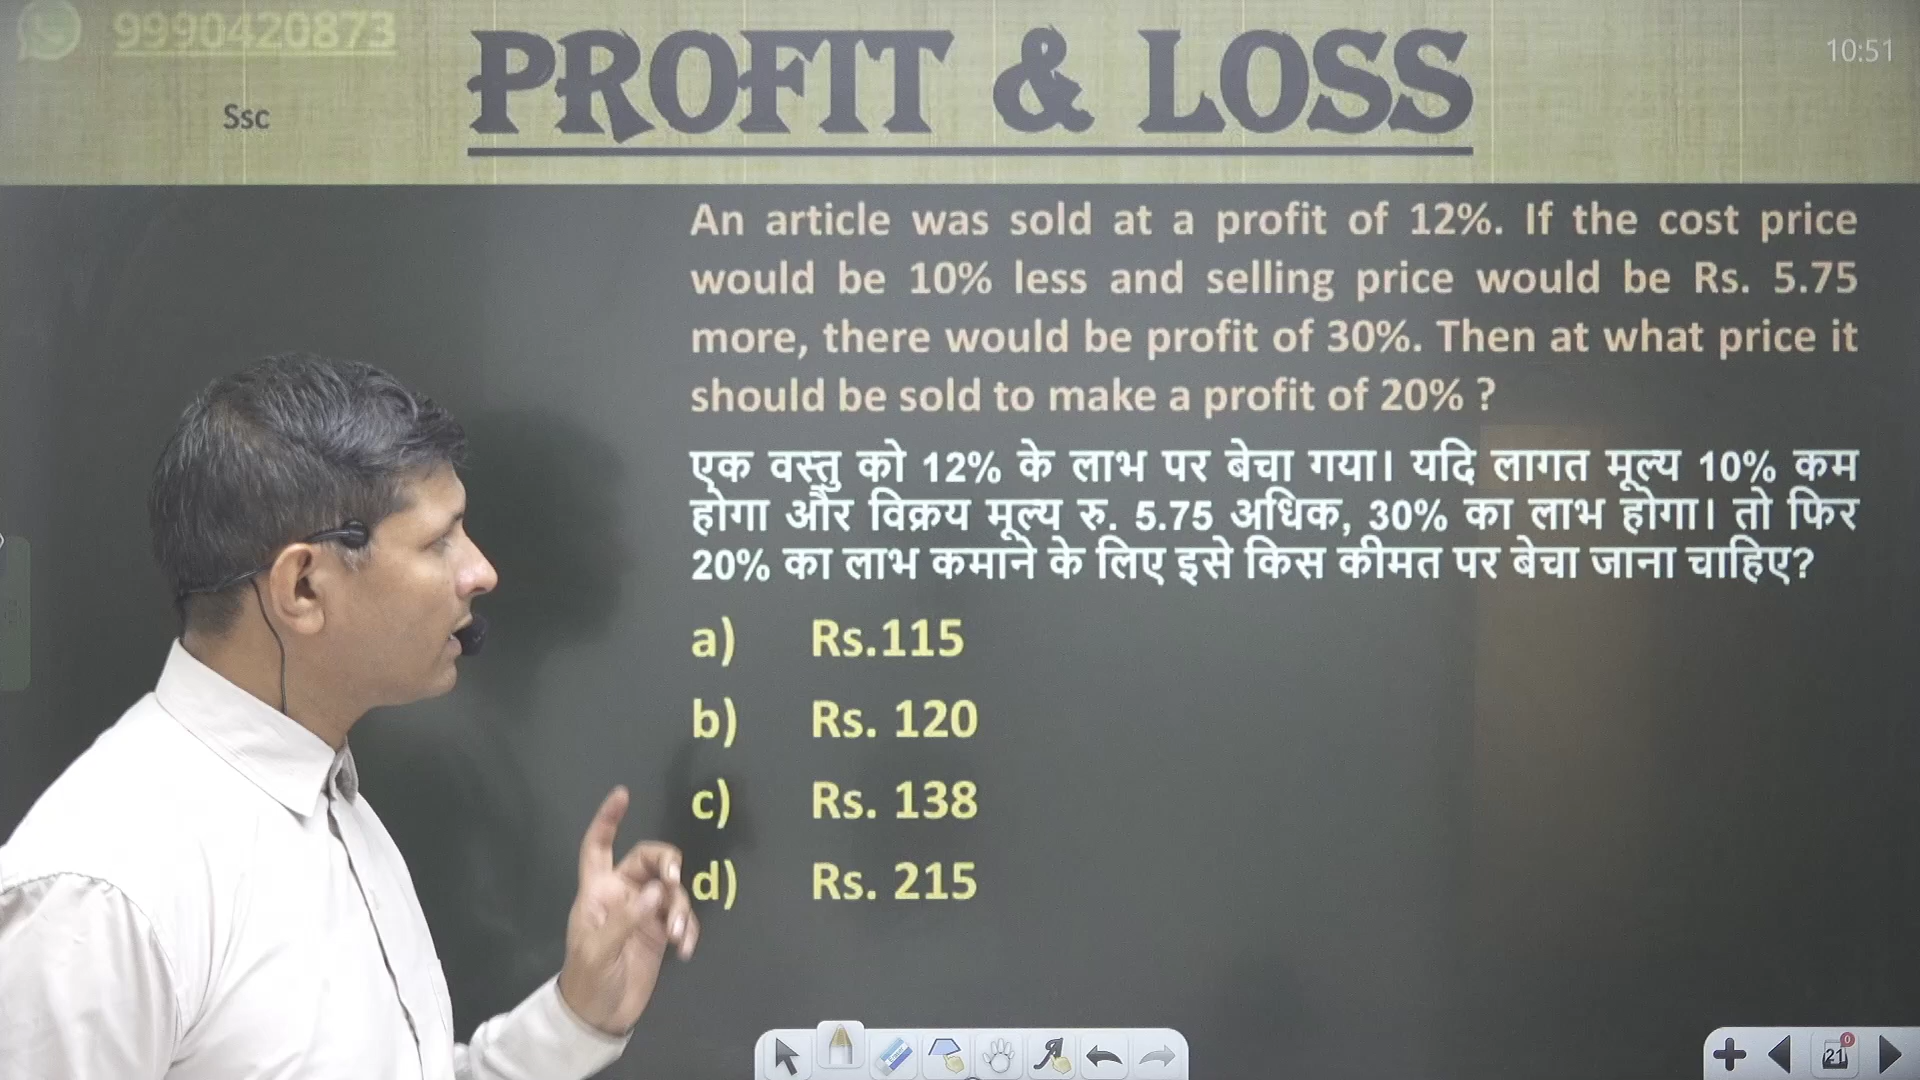 9990420873
PROFIT & LOSS
10:51
Ssc
An article was sold at a profit of 12%. If the cost price
would be 10% less and selling price would be Rs. 5.75
more, there would be profit of 30%. Then at what price it
should be sold to make a profit of 20% ?
एक वस्तु को 12% के लाभ पर बेचा गया। यदि लागत मूल्य 10% कम
होगा और विक्रय मूल्य रु. 5.75 अधिक, 30% का लाभ होगा। तो फिर
20% का लाभ कमाने के लिए इसे किस कीमत पर बेचा जाना चाहिए?
a) Rs.115
b) Rs. 120
c) Rs. 138
d) Rs. 215
21
0